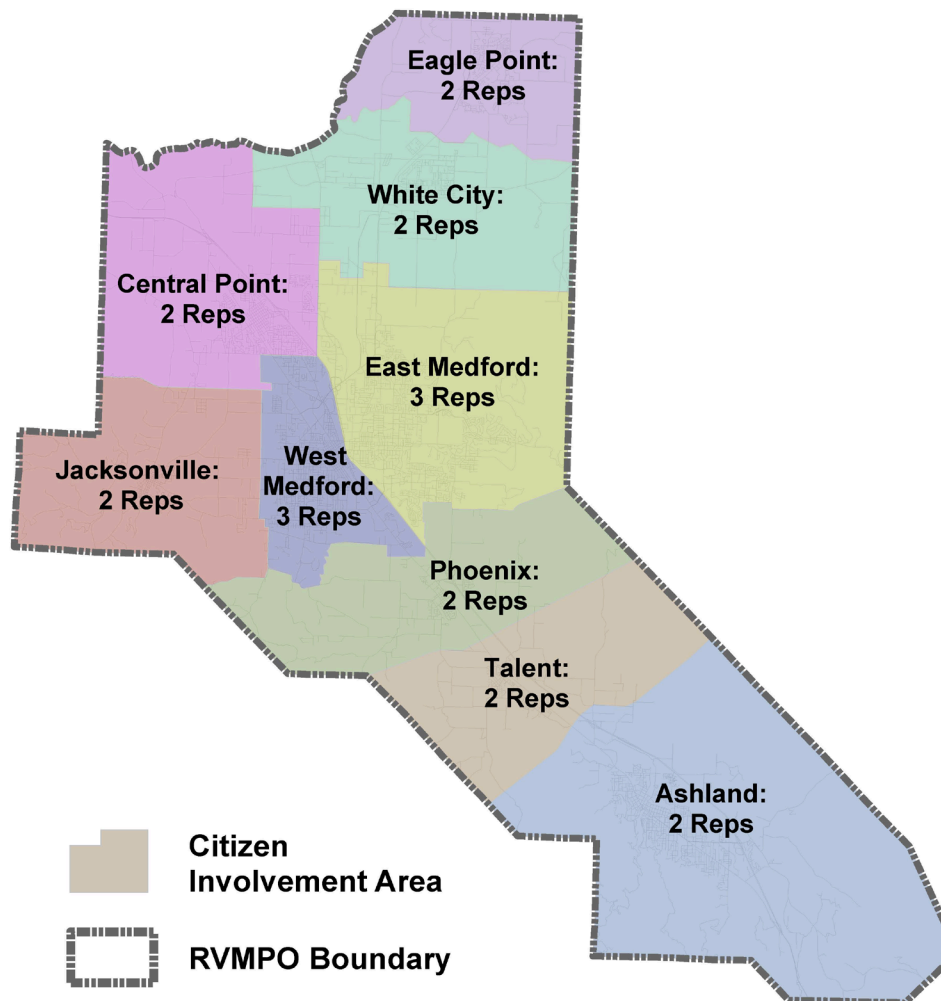 Eagle Point:
2 Reps
White City:
2 Reps
Central Point:
2 Reps
East Medford:
3 Reps
Jacksonville:
2 Reps
West
Medford:
3 Reps
Phoenix:
2 Reps
Talent:
2 Reps
Ashland:
2 Reps
Citizen
Involvement Area
RVMPO Boundary